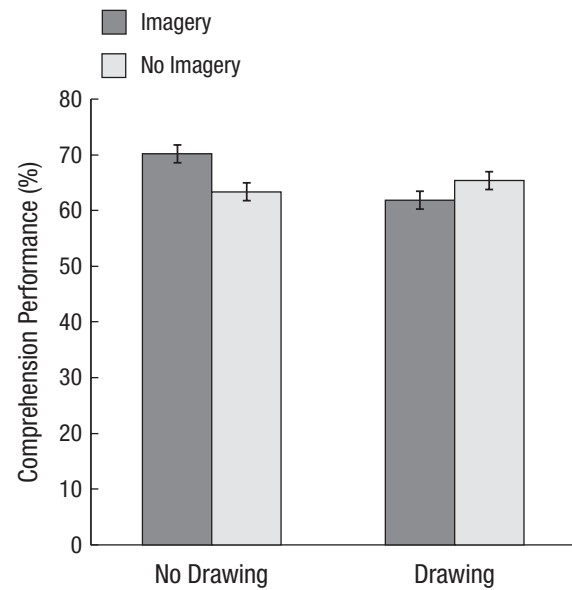 Imagery
No Imagery
Comprehension Performance (%)
80
70
60
50
40
30
20
10
0
No Drawing
Drawing